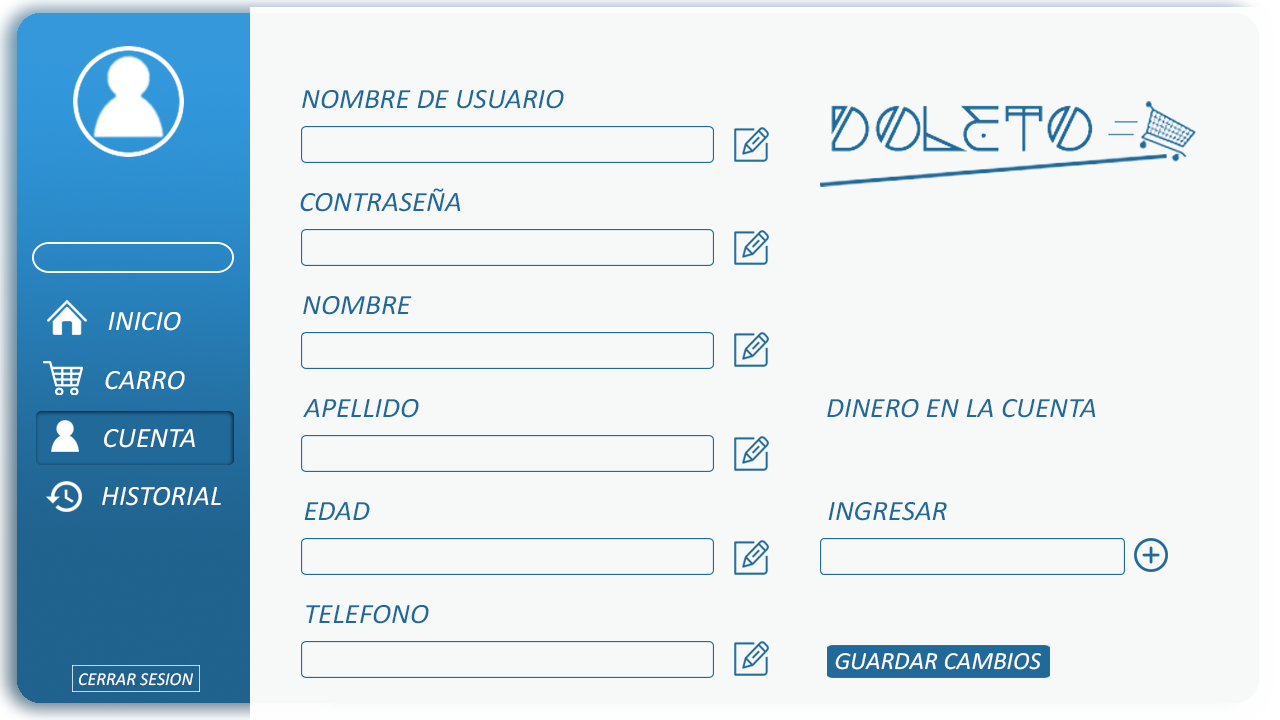 INICIO
CARRO
CUENTA
HISTORIAL
CERRAR SESION
NOMBRE DE USUARIO
CONTRASEÑA
NOMBRE
APELLIDO
EDAD
TELEFONO
DOLETO
DINERO EN LA CUENTA
INGRESAR
GUARDAR CAMBIOS